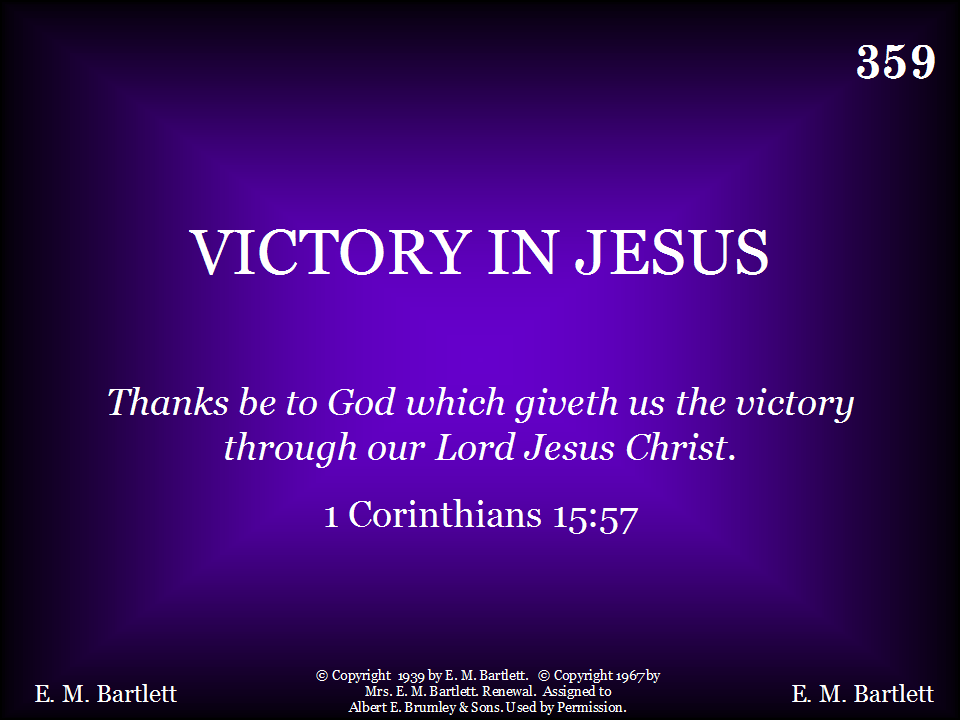 359
VICTORY IN JESUS
Thanks be to God which giveth us the victory
through our Lord Jesus Christ.
1 Corinthians 15:57
E. M. Bartlett
© Copyright 1939 by E. M. Bartlett. © Copyright 1967 by
Mrs. E. M. Bartlett. Renewal. Assigned to
Albert E. Brumley & Sons. Used by Permission.
E. M. Bartlett